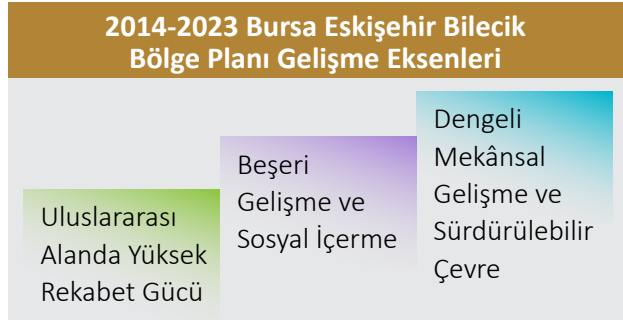 2014-2023 Bursa Eskişehir Bilecik
Bölge Planı Gelişme Eksenleri
Uluslararası
Alanda Yüksek
Rekabet Gücü
Beşeri
Gelişme ve
Sosyal İçerme
Dengeli
Mekânsal
Gelişme ve
Sürdürülebilir
Çevre